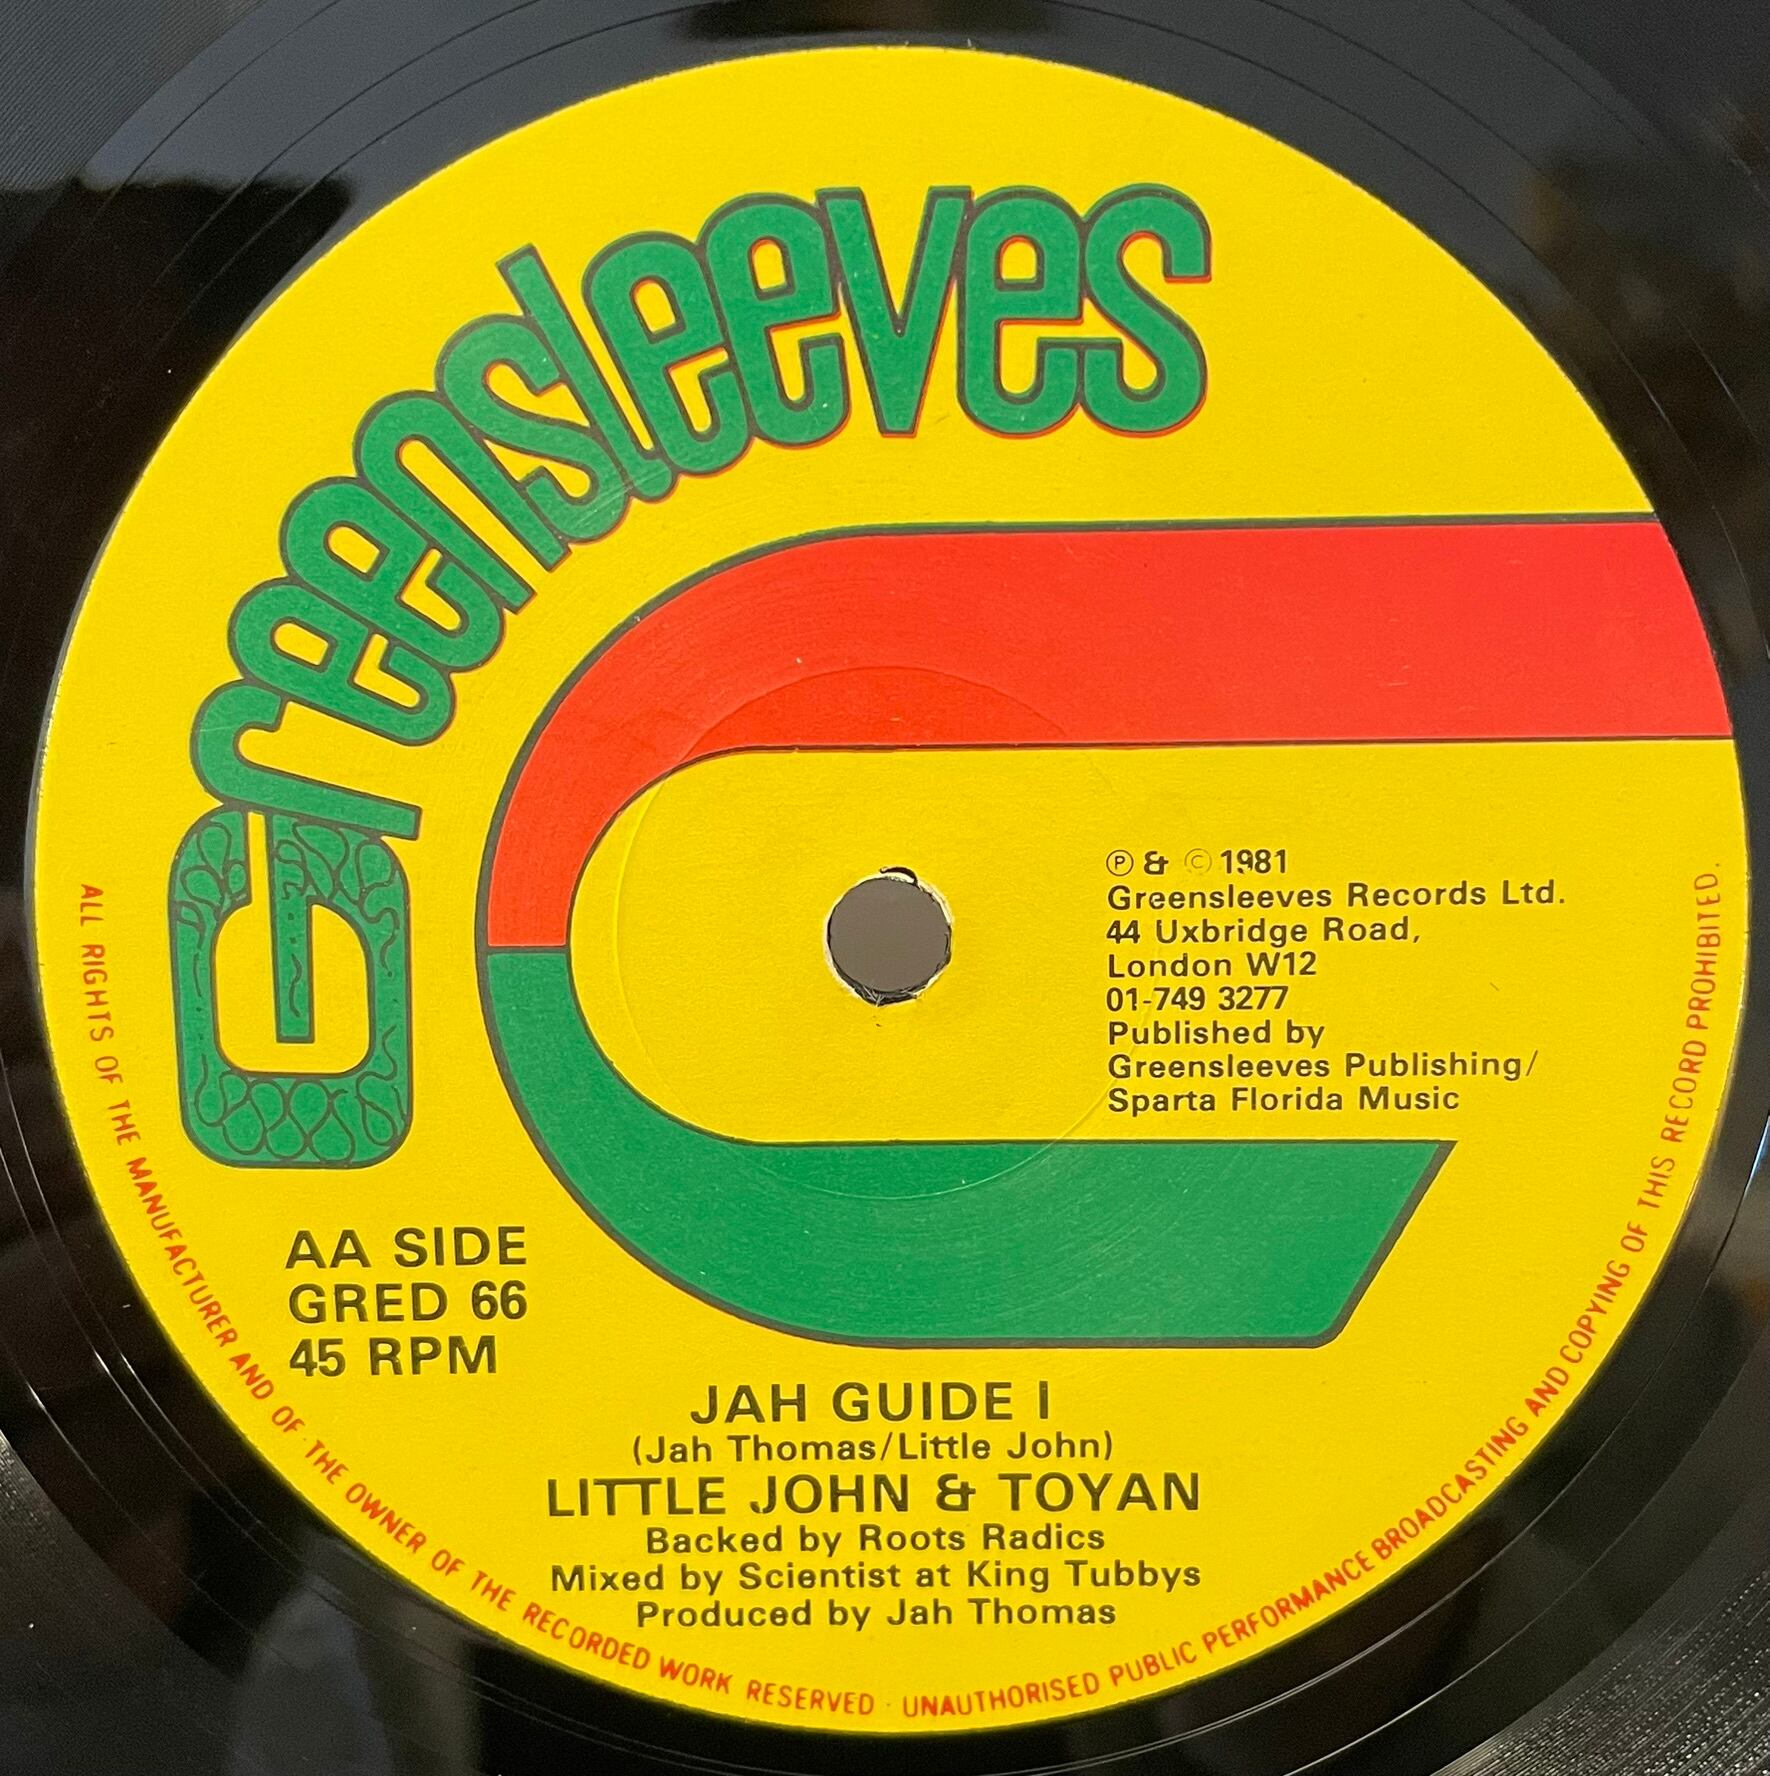 Greensleeves
℗ & © 1981
Greensleeves Records Ltd.
44 Uxbridge Road,
London W12
01-749 3277
Published by
Greensleeves Publishing/
Sparta Florida Music
AA SIDE
GRED 66
45 RPM
JAH GUIDE I
(Jah Thomas/Little John)
LITTLE JOHN & TOYAN
Backed by Roots Radics
Mixed by Scientist at King Tubbys
Produced by Jah Thomas
ALL RIGHTS OF THE MANUFACTURER AND OF THE OWNER OF THE RECORDED WORK RESERVED · UNAUTHORISED PUBLIC PERFORMANCE BROADCASTING AND COPYING OF THIS RECORD PROHIBITED.